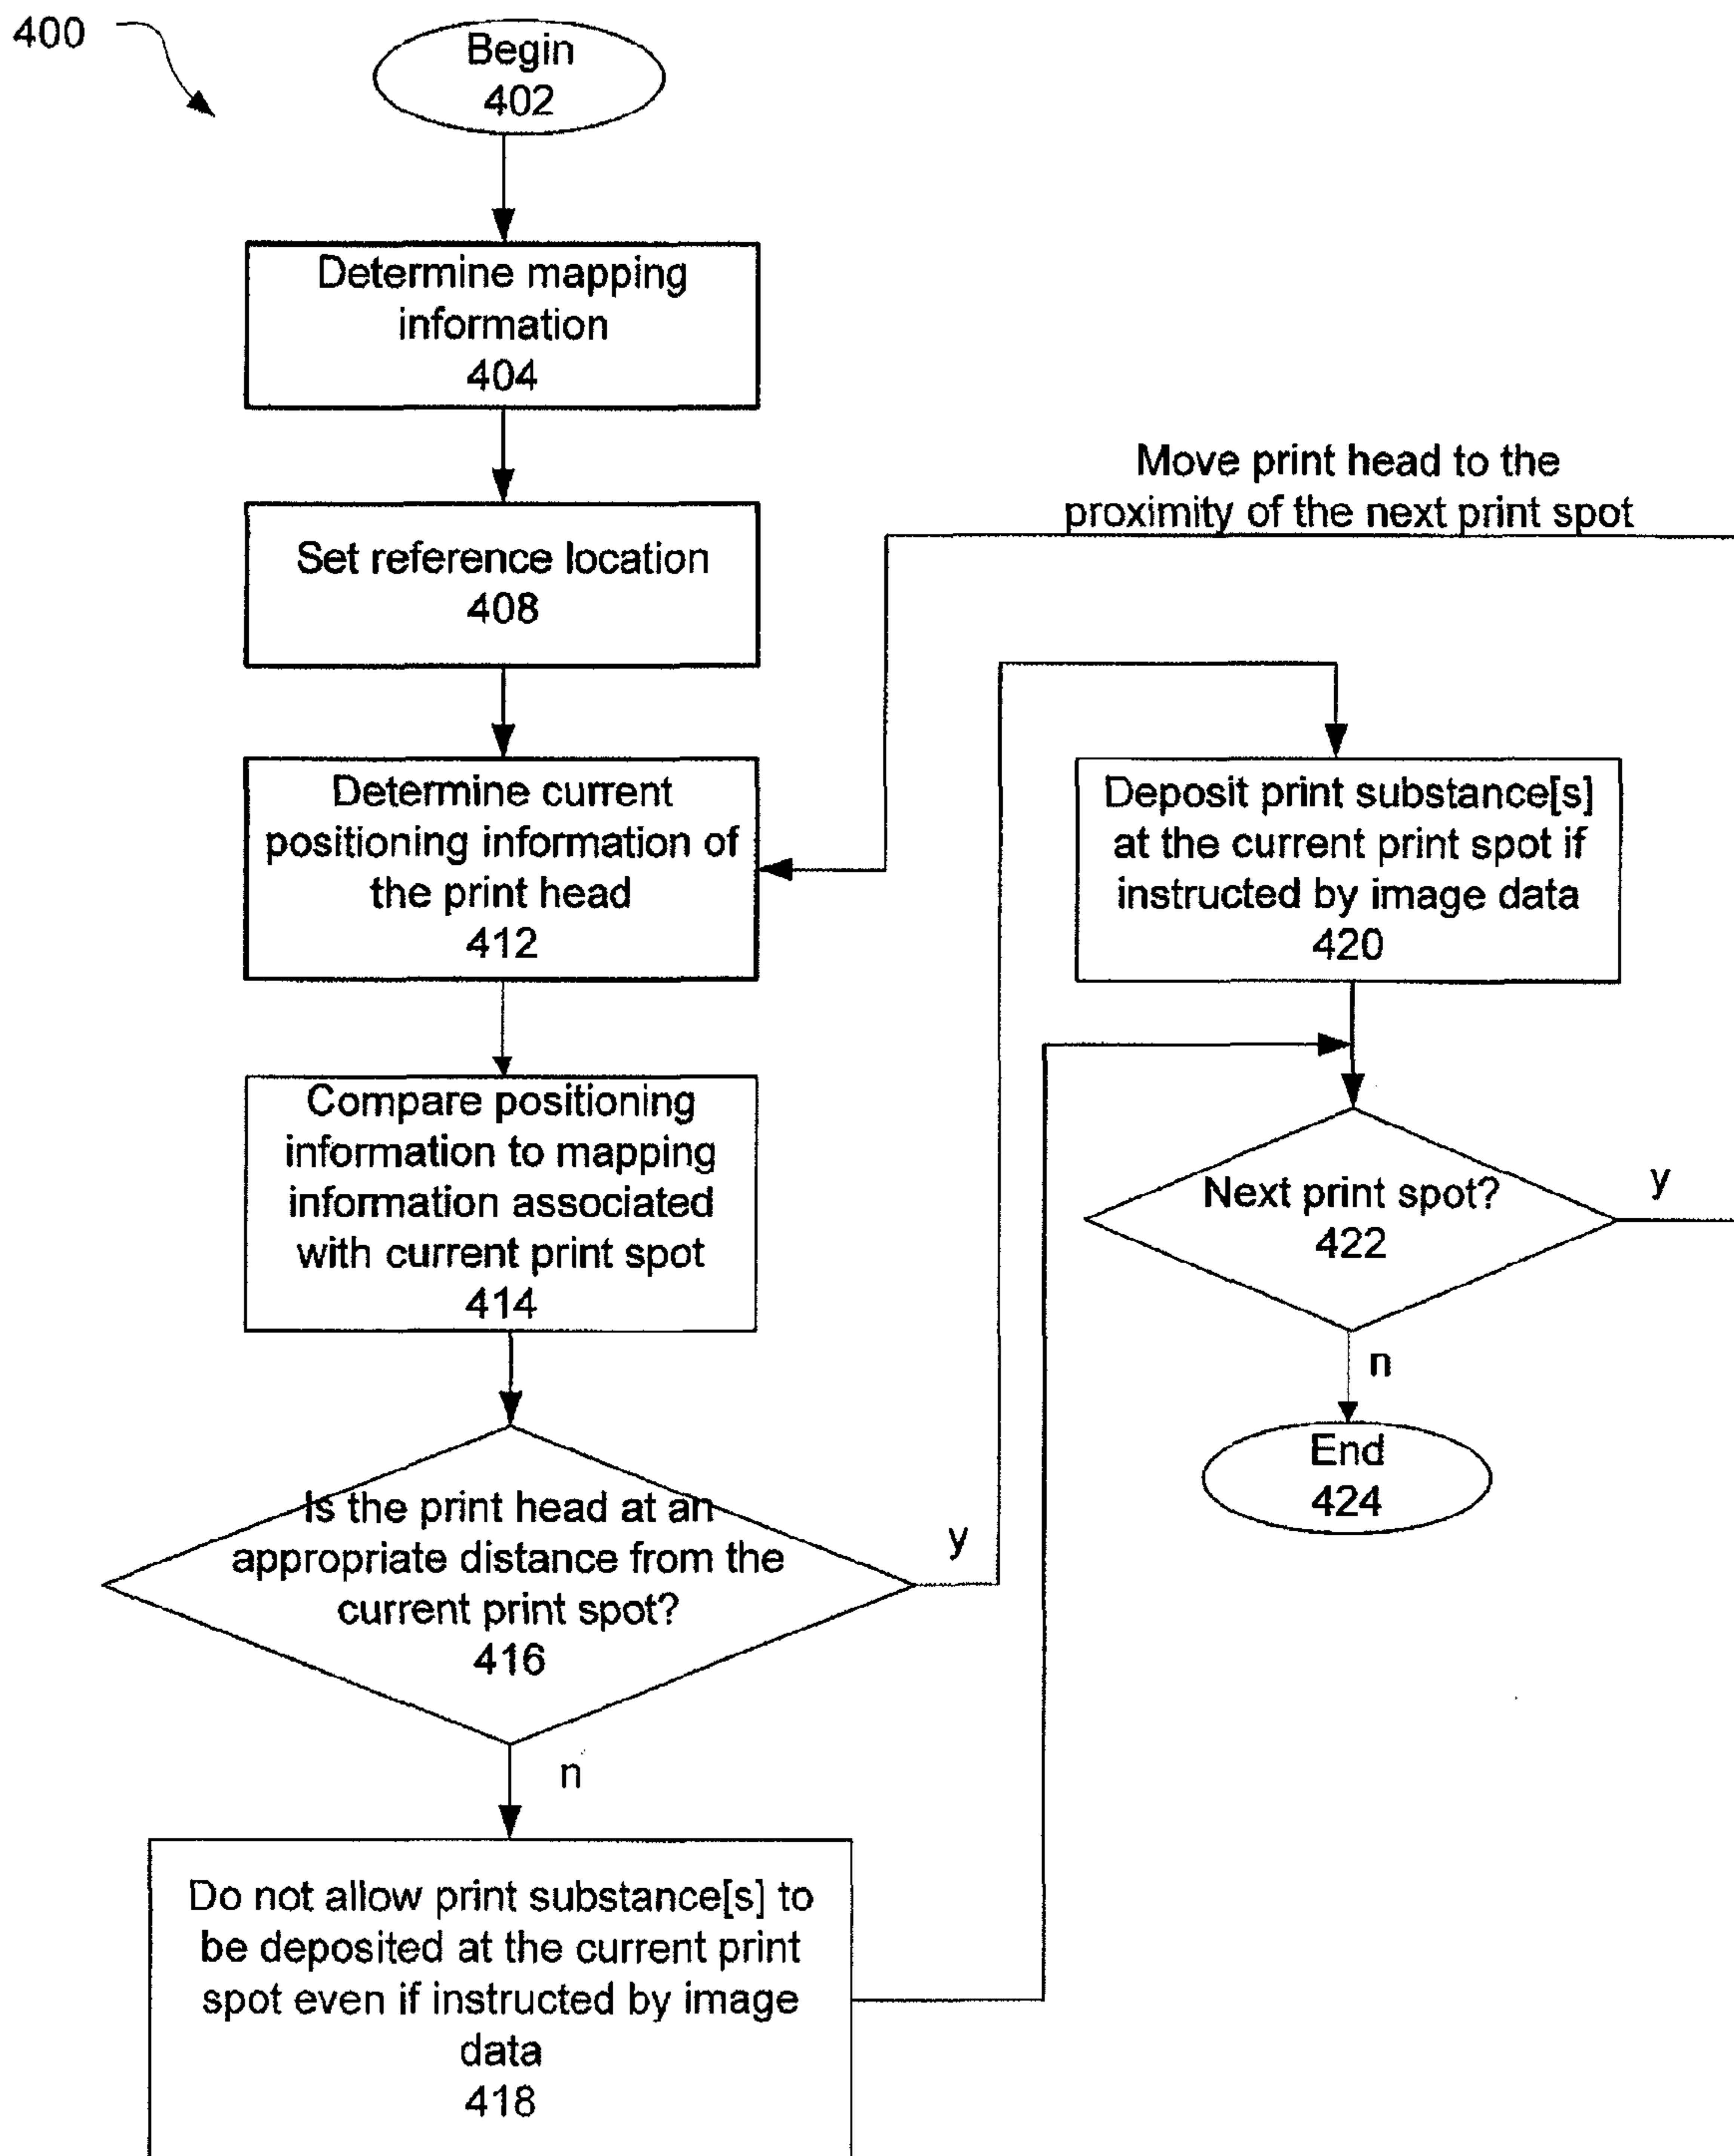 400
Begin
402
Determine mapping
information
404
Set reference location
408
Move print head to the
proximity of the next print spot
Determine current
positioning information of
the print head
412
Compare positioning
information to mapping
information associated
with current print spot
414
Is the print head at an
appropriate distance from the
current print spot?
416
y
n
Do not allow print substance[s] to
be deposited at the current print
spot even if instructed by image
data
418
Deposit print substance[s]
at the current print spot if
instructed by image data
420
Next print spot?
422
y
n
End
424